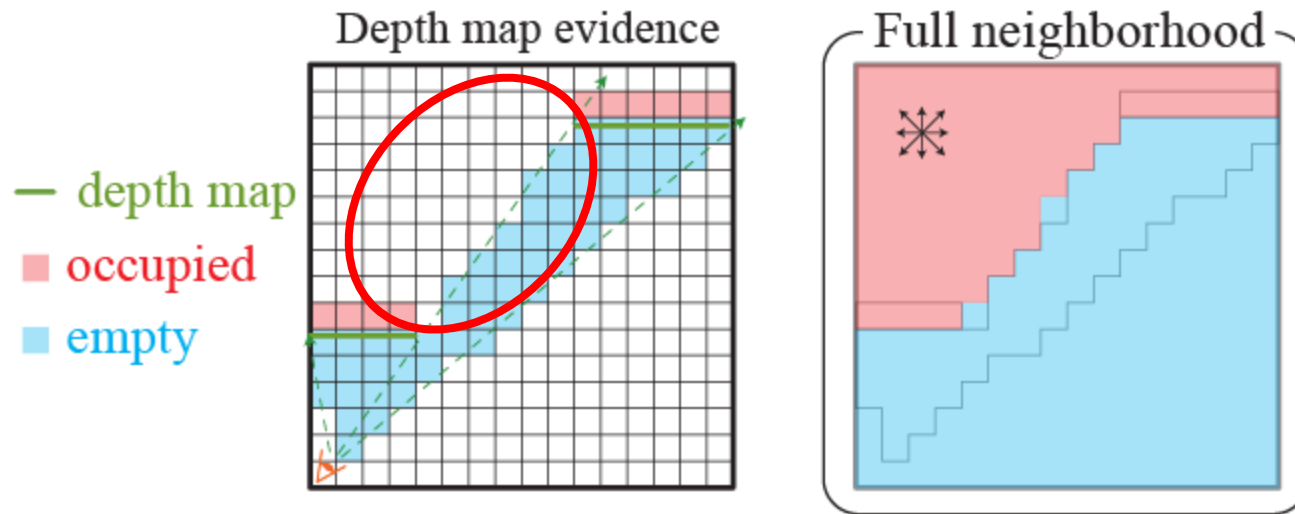 Depth map evidence
Full neighborhood
depth map
occupied
empty